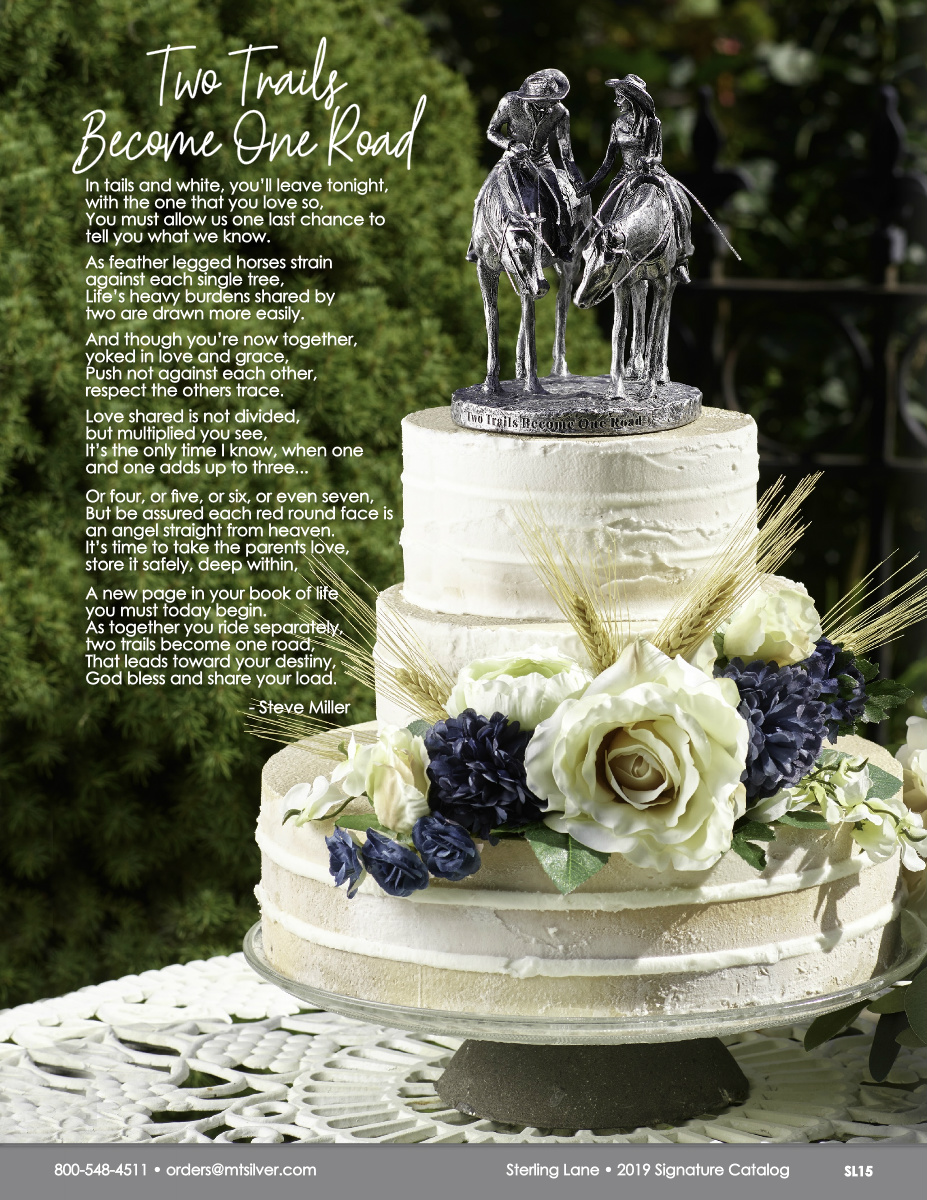 Two Trails
Become One Road
In tails and white, you'll leave tonight,
with the one that you love so,
You must allow us one last chance to
tell you what we know.
As feather legged horses strain
against each single tree,
Life's heavy burdens shared by
two are drawn more easily.
And though you're now together,
yoked in love and grace,
Push not against each other,
respect the others trace.
Love shared is not divided,
but multiplied you see,
It's the only time I know, when one
and one adds up to three...
Or four, or five, or six, or even seven,
But be assured each red round face is
an angel straight from heaven.
It's time to take the parents love,
store it safely, deep within,
A new page in your book of life
you must today begin.
As together you ride separately,
two trails become one road,
That leads toward your destiny,
God bless and share your load.
- Steve Miller
Two Trails Become One Road
800-548-4511 • orders@mtsilver.com
Sterling Lane • 2019 Signature Catalog
SL15